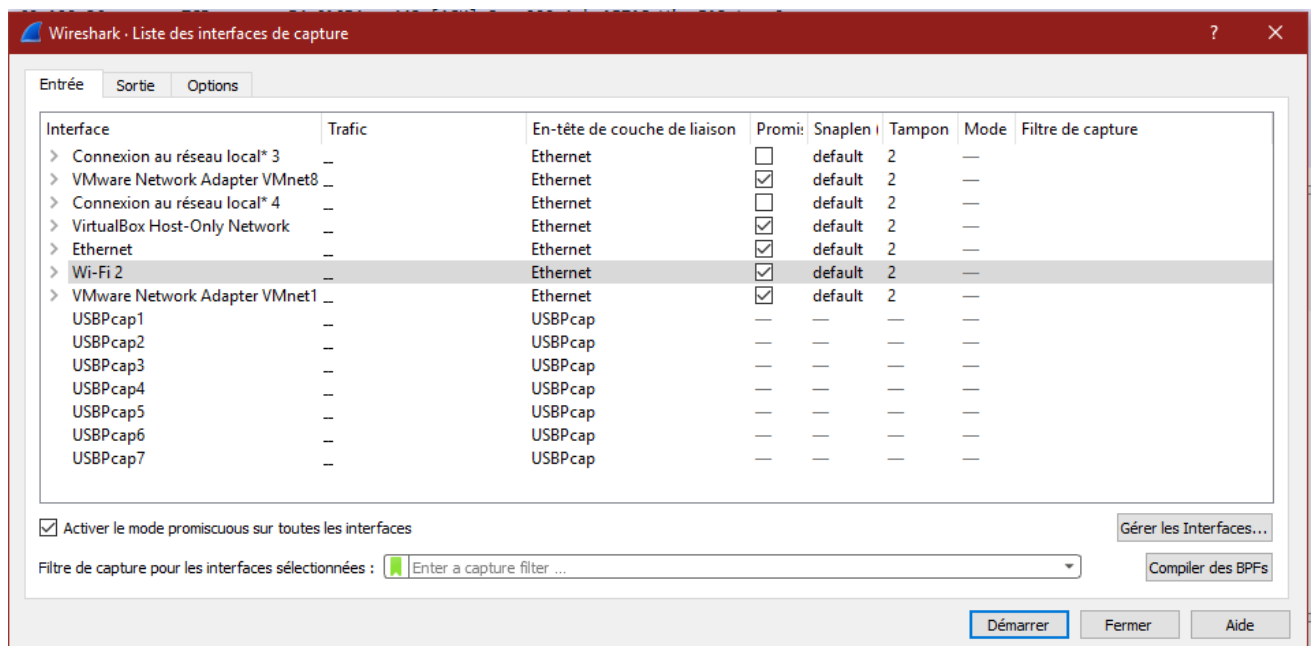 Wireshark · Liste des interfaces de capture ? ×
Entrée Sortie Options
Interface Trafic En-tête de couche de liaison Promis Snaplen ( Tampon Mode Filtre de capture
> Connexion au réseau local* 3 _ Ethernet default 2 —
> VMware Network Adapter VMnet8 _ Ethernet default 2 —
> Connexion au réseau local* 4 _ Ethernet default 2 —
> VirtualBox Host-Only Network _ Ethernet default 2 —
> Ethernet _ Ethernet default 2 —
> Wi-Fi 2 _ Ethernet default 2 —
> VMware Network Adapter VMnet1 _ Ethernet default 2 —
USBPcap1 _ USBPcap — — — —
USBPcap2 _ USBPcap — — — —
USBPcap3 _ USBPcap — — — —
USBPcap4 _ USBPcap — — — —
USBPcap5 _ USBPcap — — — —
USBPcap6 _ USBPcap — — — —
USBPcap7 _ USBPcap — — — —
Activer le mode promiscuous sur toutes les interfaces
Gérer les Interfaces...
Filtre de capture pour les interfaces sélectionnées : Enter a capture filter ...
Compiler des BPFs
Démarrer Fermer Aide